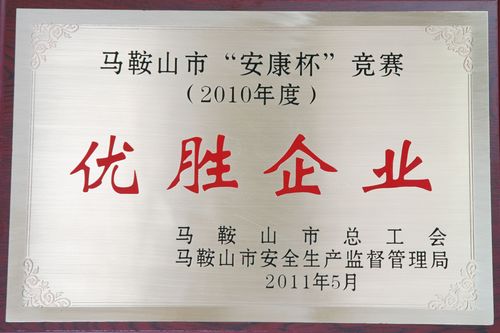 马鞍山市“安康杯”竞赛
（2010年度）
优胜企业
马鞍山市总工会
马鞍山市安全生产监督管理局
2011年5月